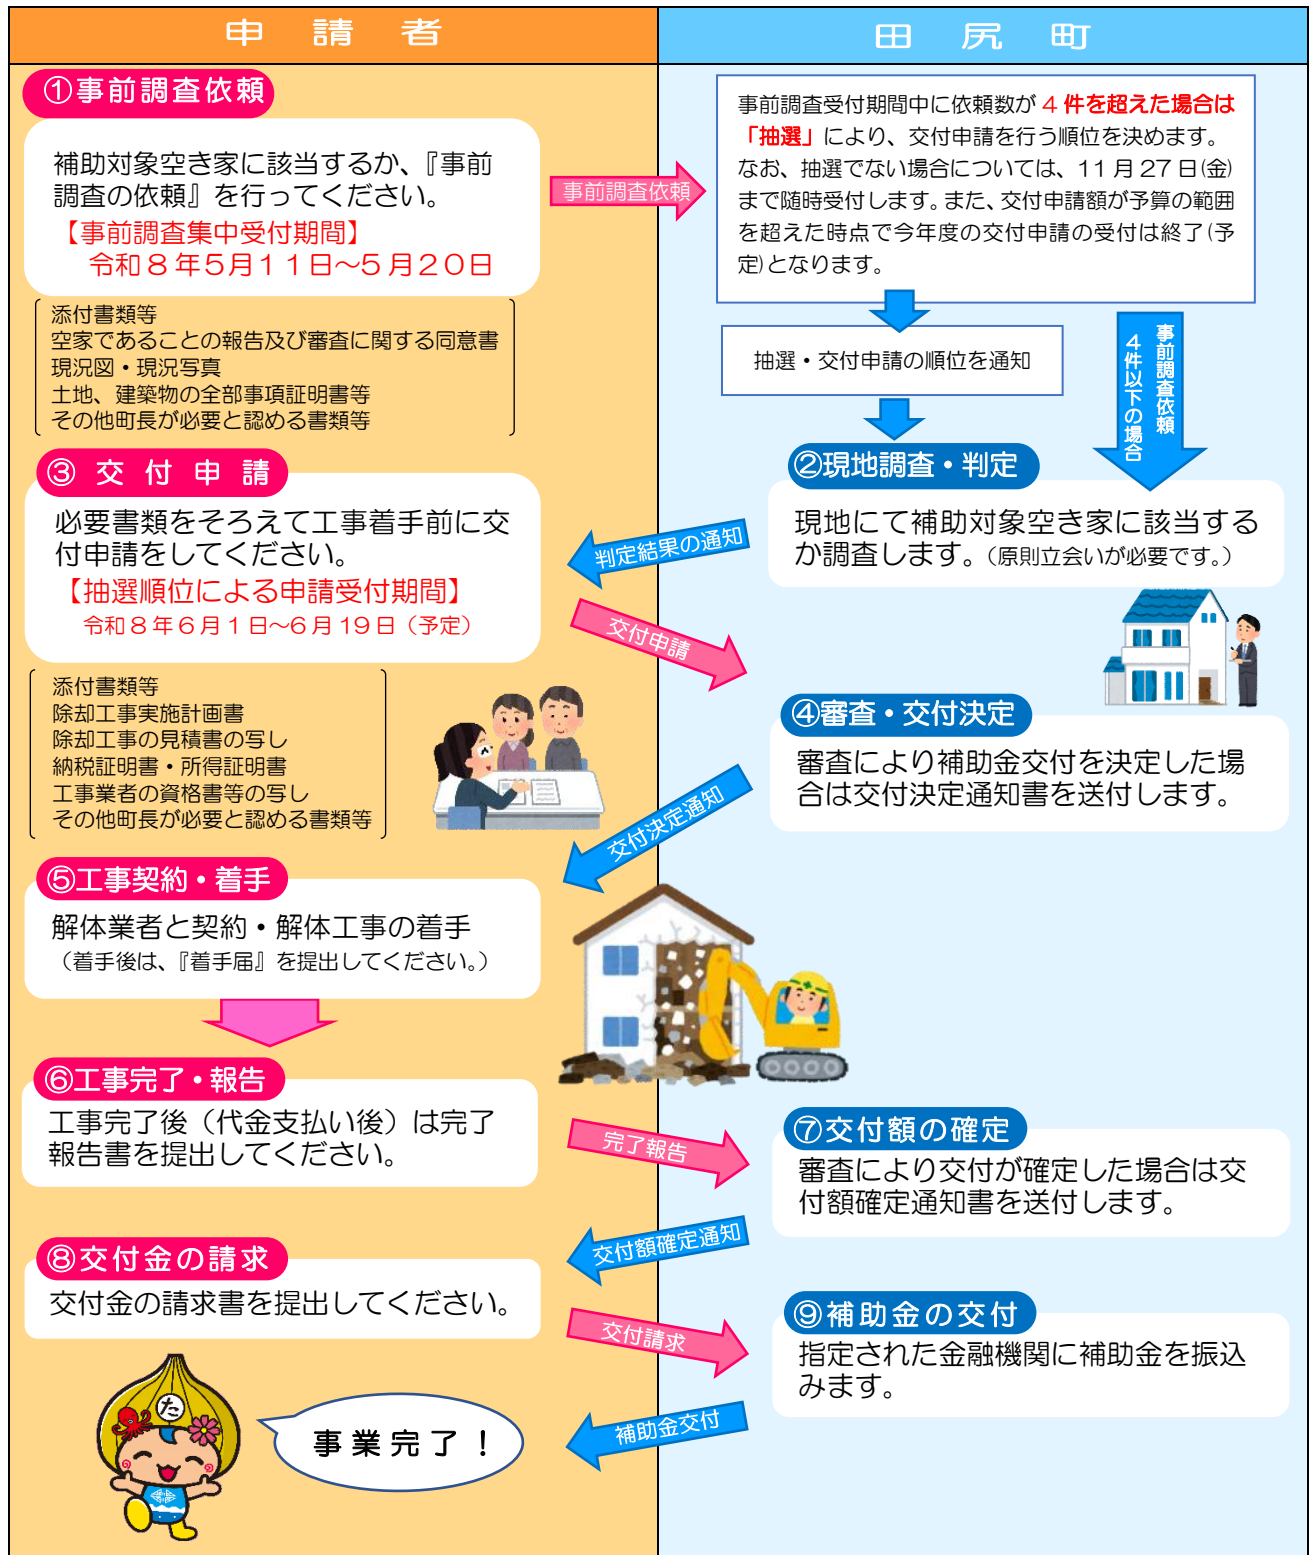 申請者
田尻町
①事前調査依頼
補助対象空き家に該当するか、『事前
調査の依頼』を行ってください。
【事前調査集中受付期間】
令和８年５月１１日～５月２０日
添付書類等
空家であることの報告及び審査に関する同意書
現況図・現況写真
土地、建築物の全部事項証明書等
その他町長が必要と認める書類等
事前調査依頼
事前調査受付期間中に依頼数が４件を超えた場合は
「抽選」により、交付申請を行う順位を決めます。
なお、抽選でない場合については、11月27日(金)
まで随時受付します。また、交付申請額が予算の範囲
を超えた時点で今年度の交付申請の受付は終了(予
定)となります。
抽選・交付申請の順位を通知
事前調査依頼
４件以下の場合
②現地調査・判定
現地にて補助対象空き家に該当する
か調査します。（原則立会いが必要です。）
判定結果の通知
③交付申請
必要書類をそろえて工事着手前に交
付申請をしてください。
【抽選順位による申請受付期間】
令和８年６月１日～６月19日（予定）
添付書類等
除却工事実施計画書
除却工事の見積書の写し
納税証明書・所得証明書
工事業者の資格書等の写し
その他町長が必要と認める書類等
交付申請
④審査・交付決定
審査により補助金交付を決定した場
合は交付決定通知書を送付します。
交付決定通知
⑤工事契約・着手
解体業者と契約・解体工事の着手
（着手後は、『着手届』を提出してください。）
⑥工事完了・報告
工事完了後（代金支払い後）は完了
報告書を提出してください。
完了報告
⑦交付額の確定
審査により交付が確定した場合は交
付額確定通知書を送付します。
交付額確定通知
⑧交付金の請求
交付金の請求書を提出してください。
交付請求
⑨補助金の交付
指定された金融機関に補助金を振込
みます。
補助金交付
た
事業完了！